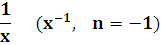 1/x (x⁻¹, n = −1)